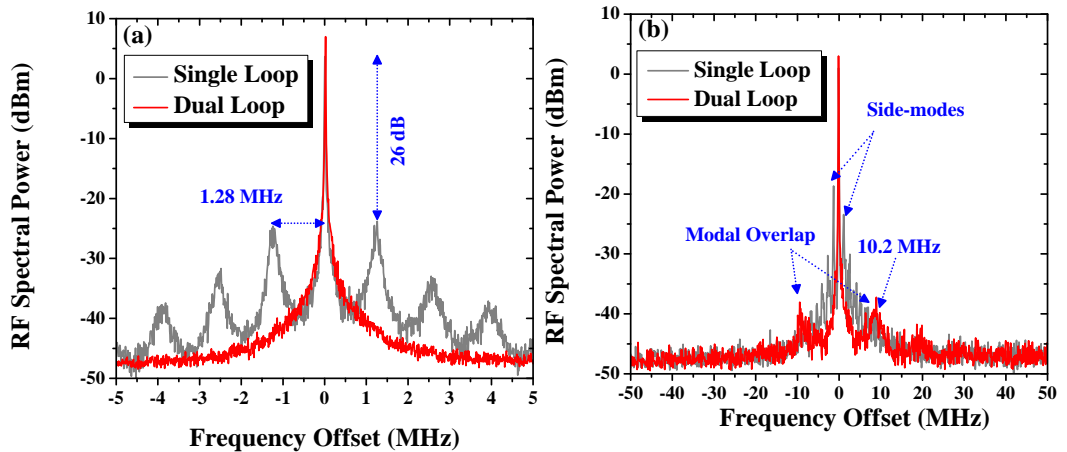 (a)
Single Loop
Dual Loop
26 dB
1.28 MHz
RF Spectral Power (dBm)
10
0
-10
-20
-30
-40
-50
-5 -4 -3 -2 -1 0 1 2 3 4 5
Frequency Offset (MHz)
(b)
Single Loop
Dual Loop
Side-modes
Modal Overlap
10.2 MHz
RF Spectral Power (dBm)
10
0
-10
-20
-30
-40
-50
-50 -40 -30 -20 -10 0 10 20 30 40 50
Frequency Offset (MHz)